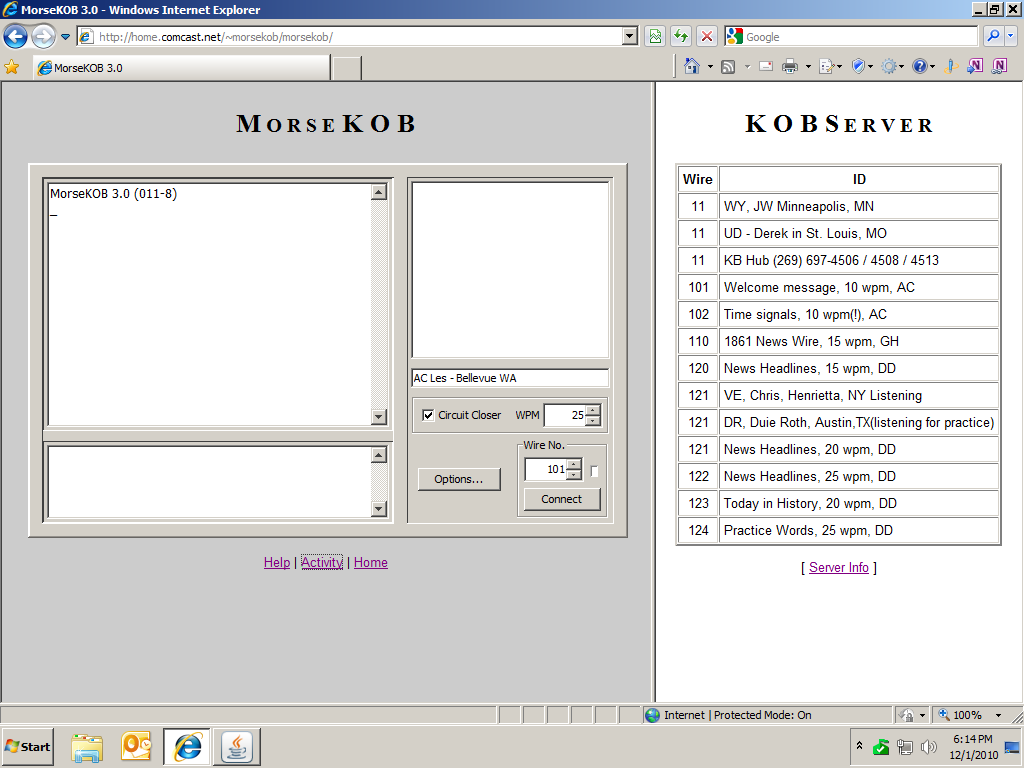 MorseKOB 3.0 - Windows Internet Explorer
http://home.comcast.net/~morsekob/morsekob/
Google
MorseKOB 3.0
MORSEKOB
MorseKOB 3.0 (011-8)
_
AC Les - Bellevue WA
Circuit Closer WPM 25
Wire No.
101
Options...
Connect
Help | Activity | Home
KOBSERVER
Wire ID
11 WY, JW Minneapolis, MN
11 UD - Derek in St. Louis, MO
11 KB Hub (269) 697-4506 / 4508 / 4513
101 Welcome message, 10 wpm, AC
102 Time signals, 10 wpm(!), AC
110 1861 News Wire, 15 wpm, GH
120 News Headlines, 15 wpm, DD
121 VE, Chris, Henrietta, NY Listening
121 DR, Duie Roth, Austin,TX(listening for practice)
121 News Headlines, 20 wpm, DD
122 News Headlines, 25 wpm, DD
123 Today in History, 20 wpm, DD
124 Practice Words, 25 wpm, DD
[ Server Info ]
Internet | Protected Mode: On
100%
Start
6:14 PM
12/1/2010